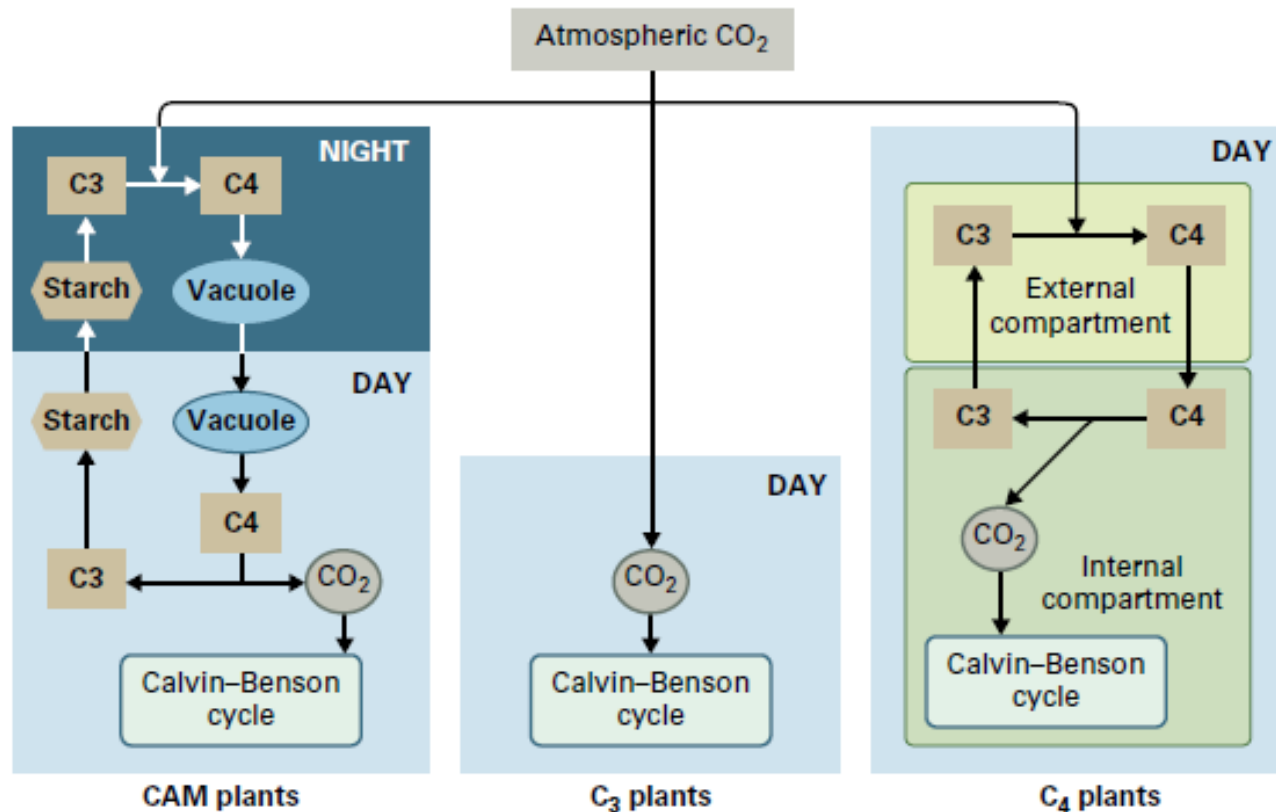 Atmospheric CO₂
NIGHT
C3
C4
Starch
Vacuole
DAY
Starch
Vacuole
C4
C3
CO₂
Calvin–Benson
cycle
CAM plants
DAY
CO₂
Calvin–Benson
cycle
C₃ plants
DAY
C3
C4
External
compartment
C3
C4
CO₂
Internal
compartment
Calvin–Benson
cycle
C₄ plants